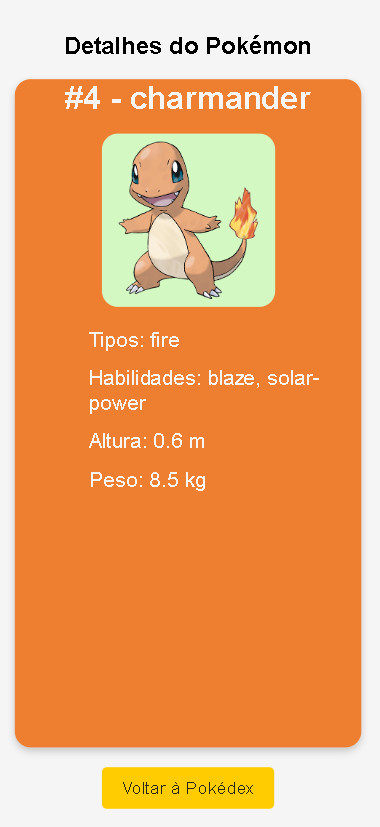 Detalhes do Pokémon
#4 - charmander
Tipos: fire
Habilidades: blaze, solar-
power
Altura: 0.6 m
Peso: 8.5 kg
Voltar à Pokédex